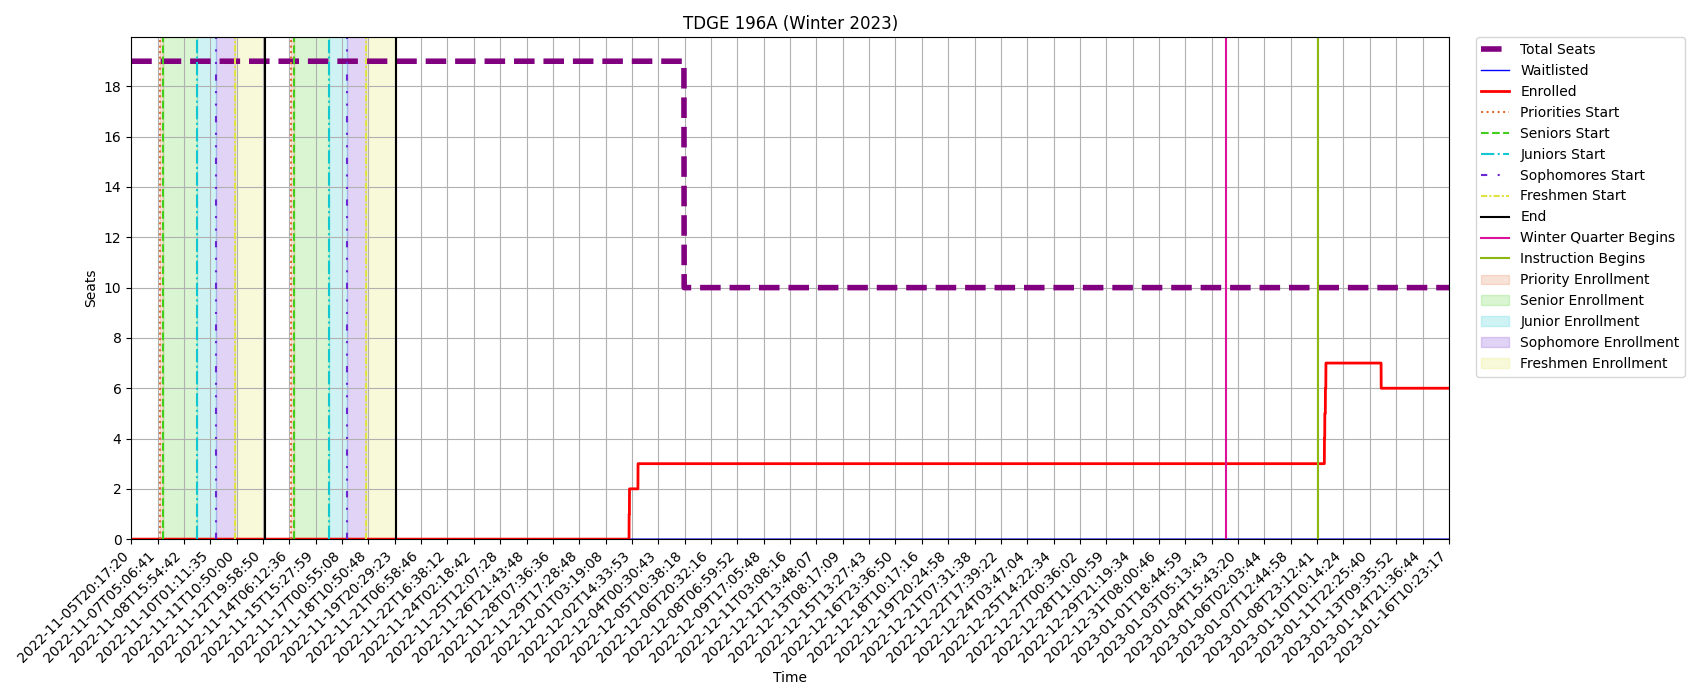 TDGE 196A (Winter 2023)
Seats
18
16
14
12
10
8
6
4
2
0
2022-11-05T20:17:20
2022-11-07T05:06:41
2022-11-08T15:54:42
2022-11-10T01:11:35
2022-11-11T10:50:00
2022-11-12T19:58:50
2022-11-14T06:12:36
2022-11-15T15:27:59
2022-11-17T00:55:08
2022-11-18T10:50:48
2022-11-19T20:29:23
2022-11-21T06:58:46
2022-11-22T16:38:12
2022-11-24T02:18:42
2022-11-25T12:07:28
2022-11-26T21:43:48
2022-11-28T07:36:36
2022-11-29T17:28:48
2022-12-01T03:19:08
2022-12-02T14:33:53
2022-12-04T00:30:43
2022-12-05T10:38:18
2022-12-06T20:32:16
2022-12-08T06:59:52
2022-12-09T17:05:48
2022-12-11T03:08:16
2022-12-12T13:48:07
2022-12-13T08:17:09
2022-12-15T13:27:43
2022-12-16T23:36:50
2022-12-18T10:17:16
2022-12-19T20:24:58
2022-12-21T07:31:38
2022-12-22T17:39:22
2022-12-24T03:47:04
2022-12-25T14:22:34
2022-12-27T00:36:02
2022-12-28T11:00:59
2022-12-29T21:19:34
2022-12-31T08:00:46
2023-01-01T18:44:59
2023-01-03T05:13:43
2023-01-04T15:43:20
2023-01-06T02:03:44
2023-01-07T12:44:58
2023-01-08T23:12:41
2023-01-10T10:14:24
2023-01-11T22:25:40
2023-01-13T09:35:52
2023-01-14T21:36:44
2023-01-16T10:23:17
Time
Total Seats
Waitlisted
Enrolled
Priorities Start
Seniors Start
Juniors Start
Sophomores Start
Freshmen Start
End
Winter Quarter Begins
Instruction Begins
Priority Enrollment
Senior Enrollment
Junior Enrollment
Sophomore Enrollment
Freshmen Enrollment